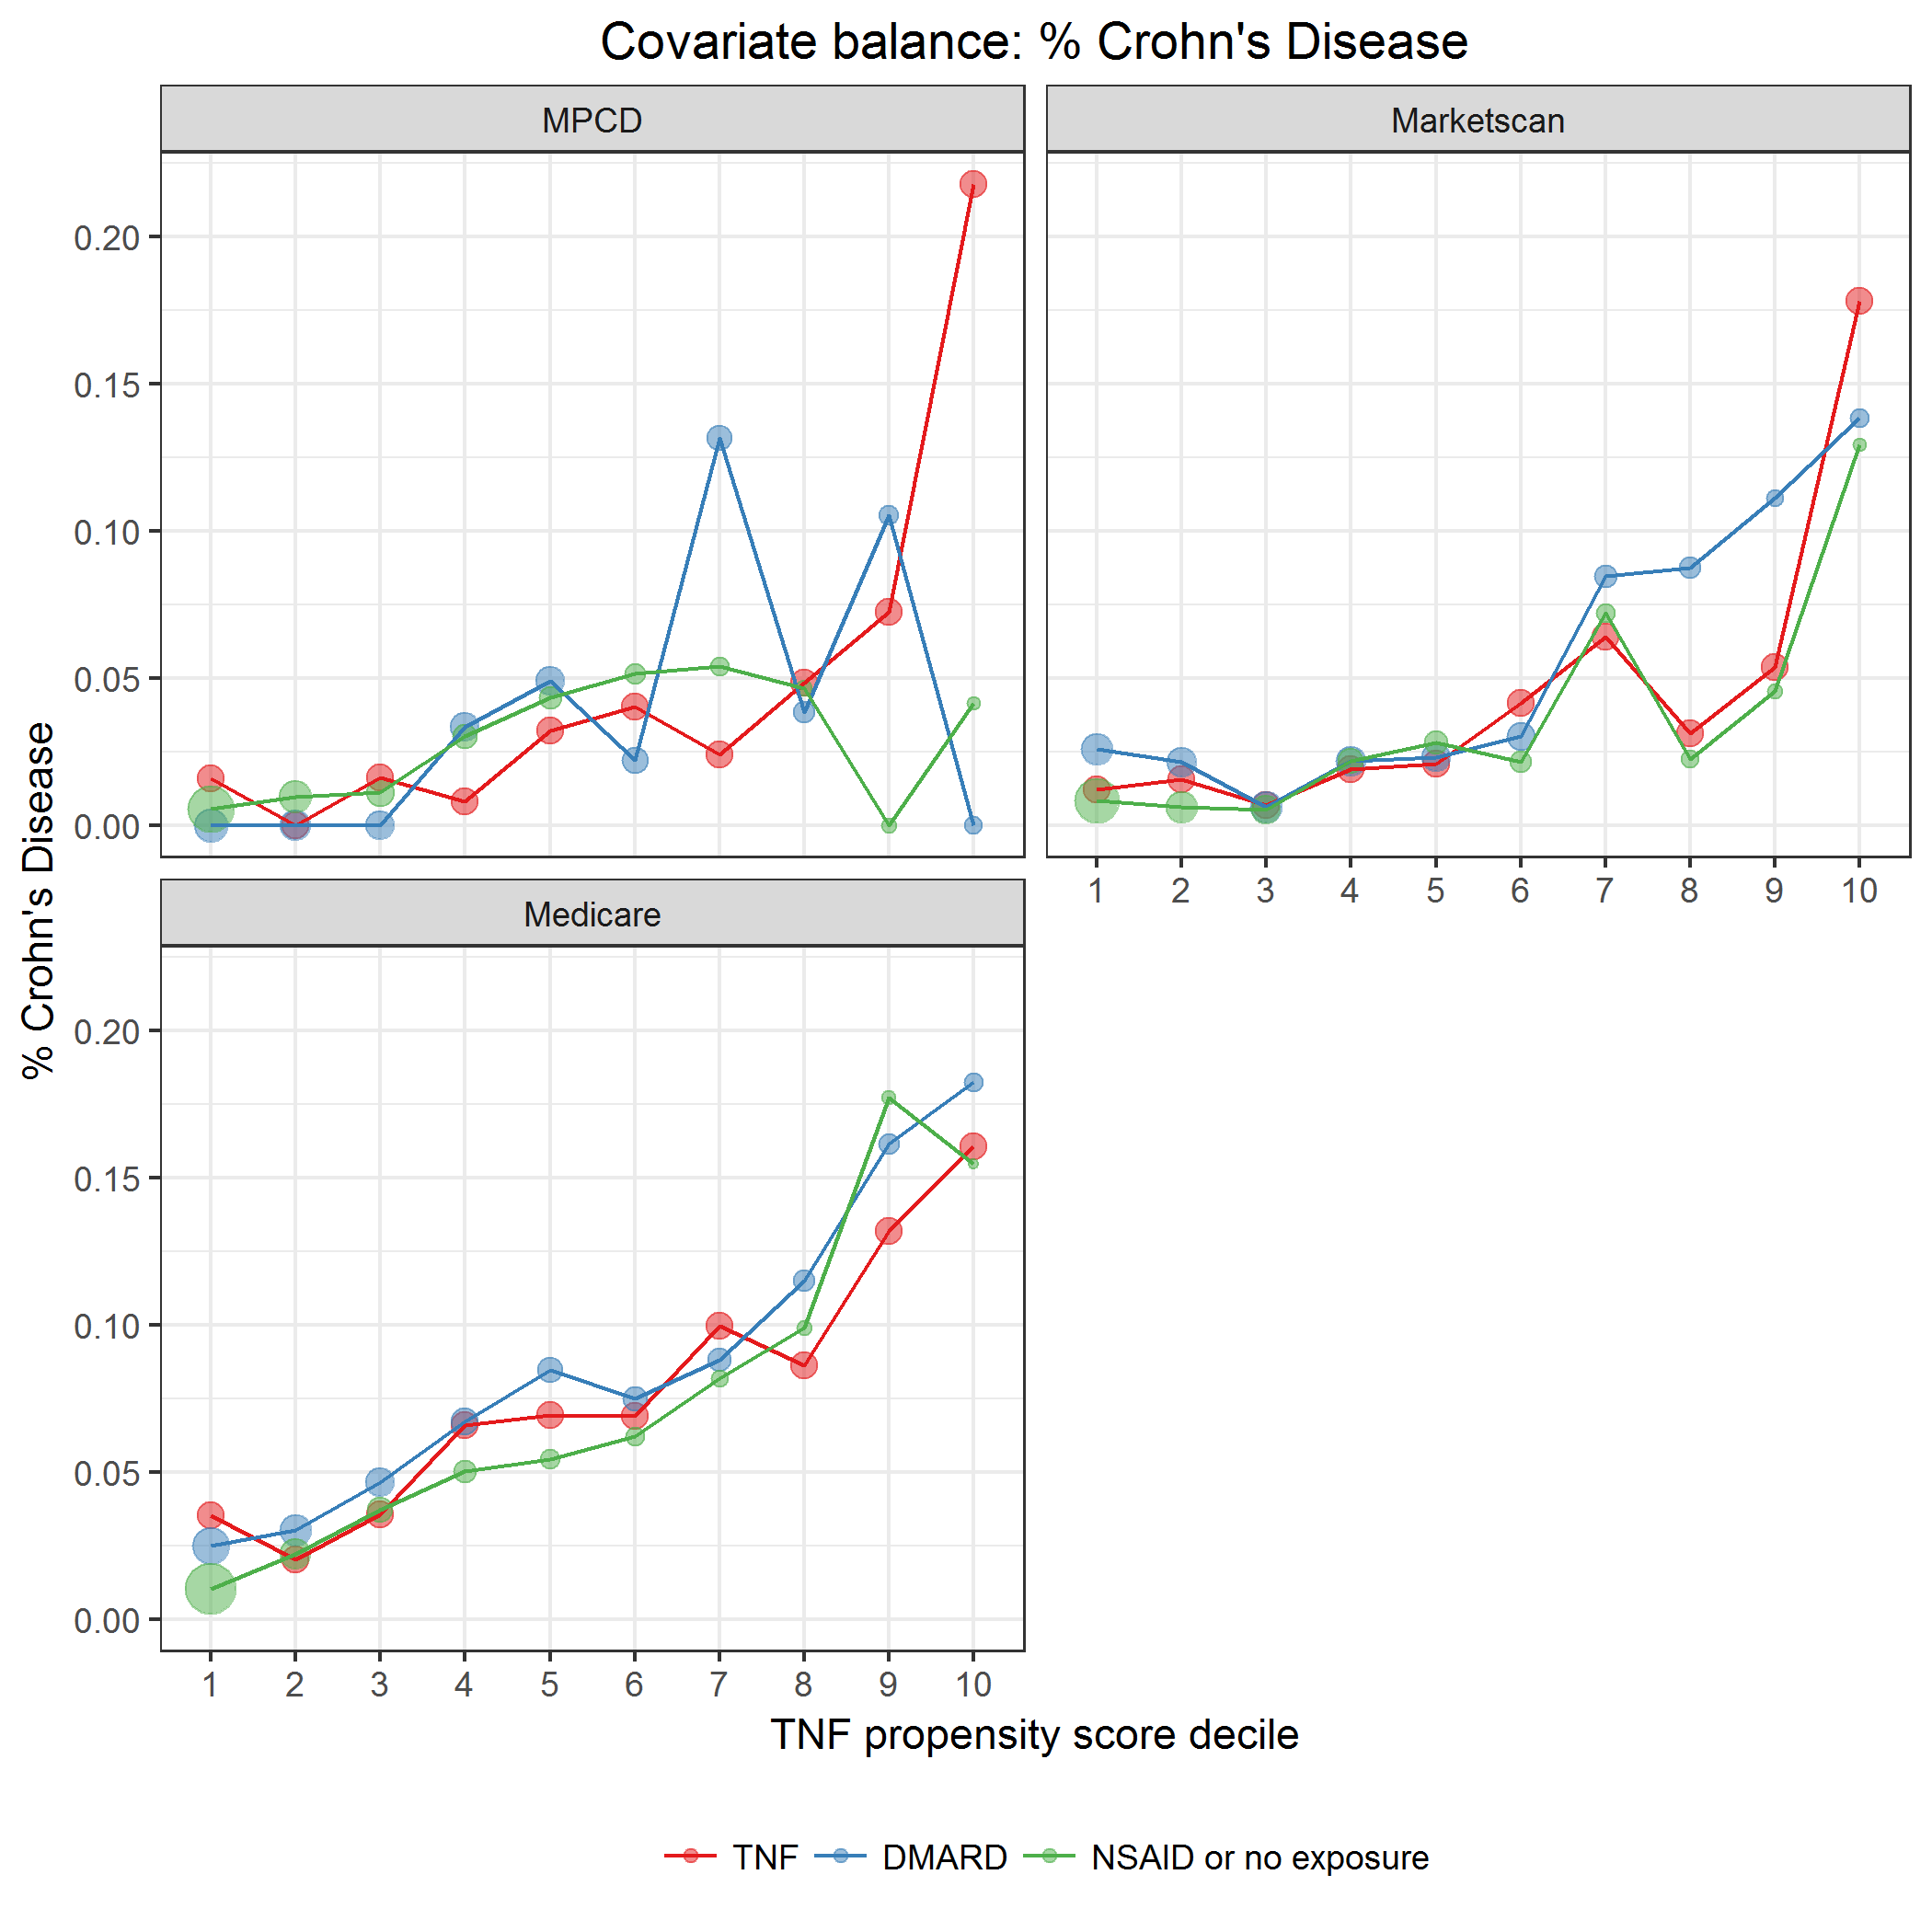 Covariate balance: % Crohn's Disease
MPCD
Marketscan
0.20
0.15
0.10
0.05
0.00
1 2 3 4 5 6 7 8 9 10
% Crohn's Disease
Medicare
0.20
0.15
0.10
0.05
0.00
1 2 3 4 5 6 7 8 9 10
TNF propensity score decile
TNF DMARD NSAID or no exposure